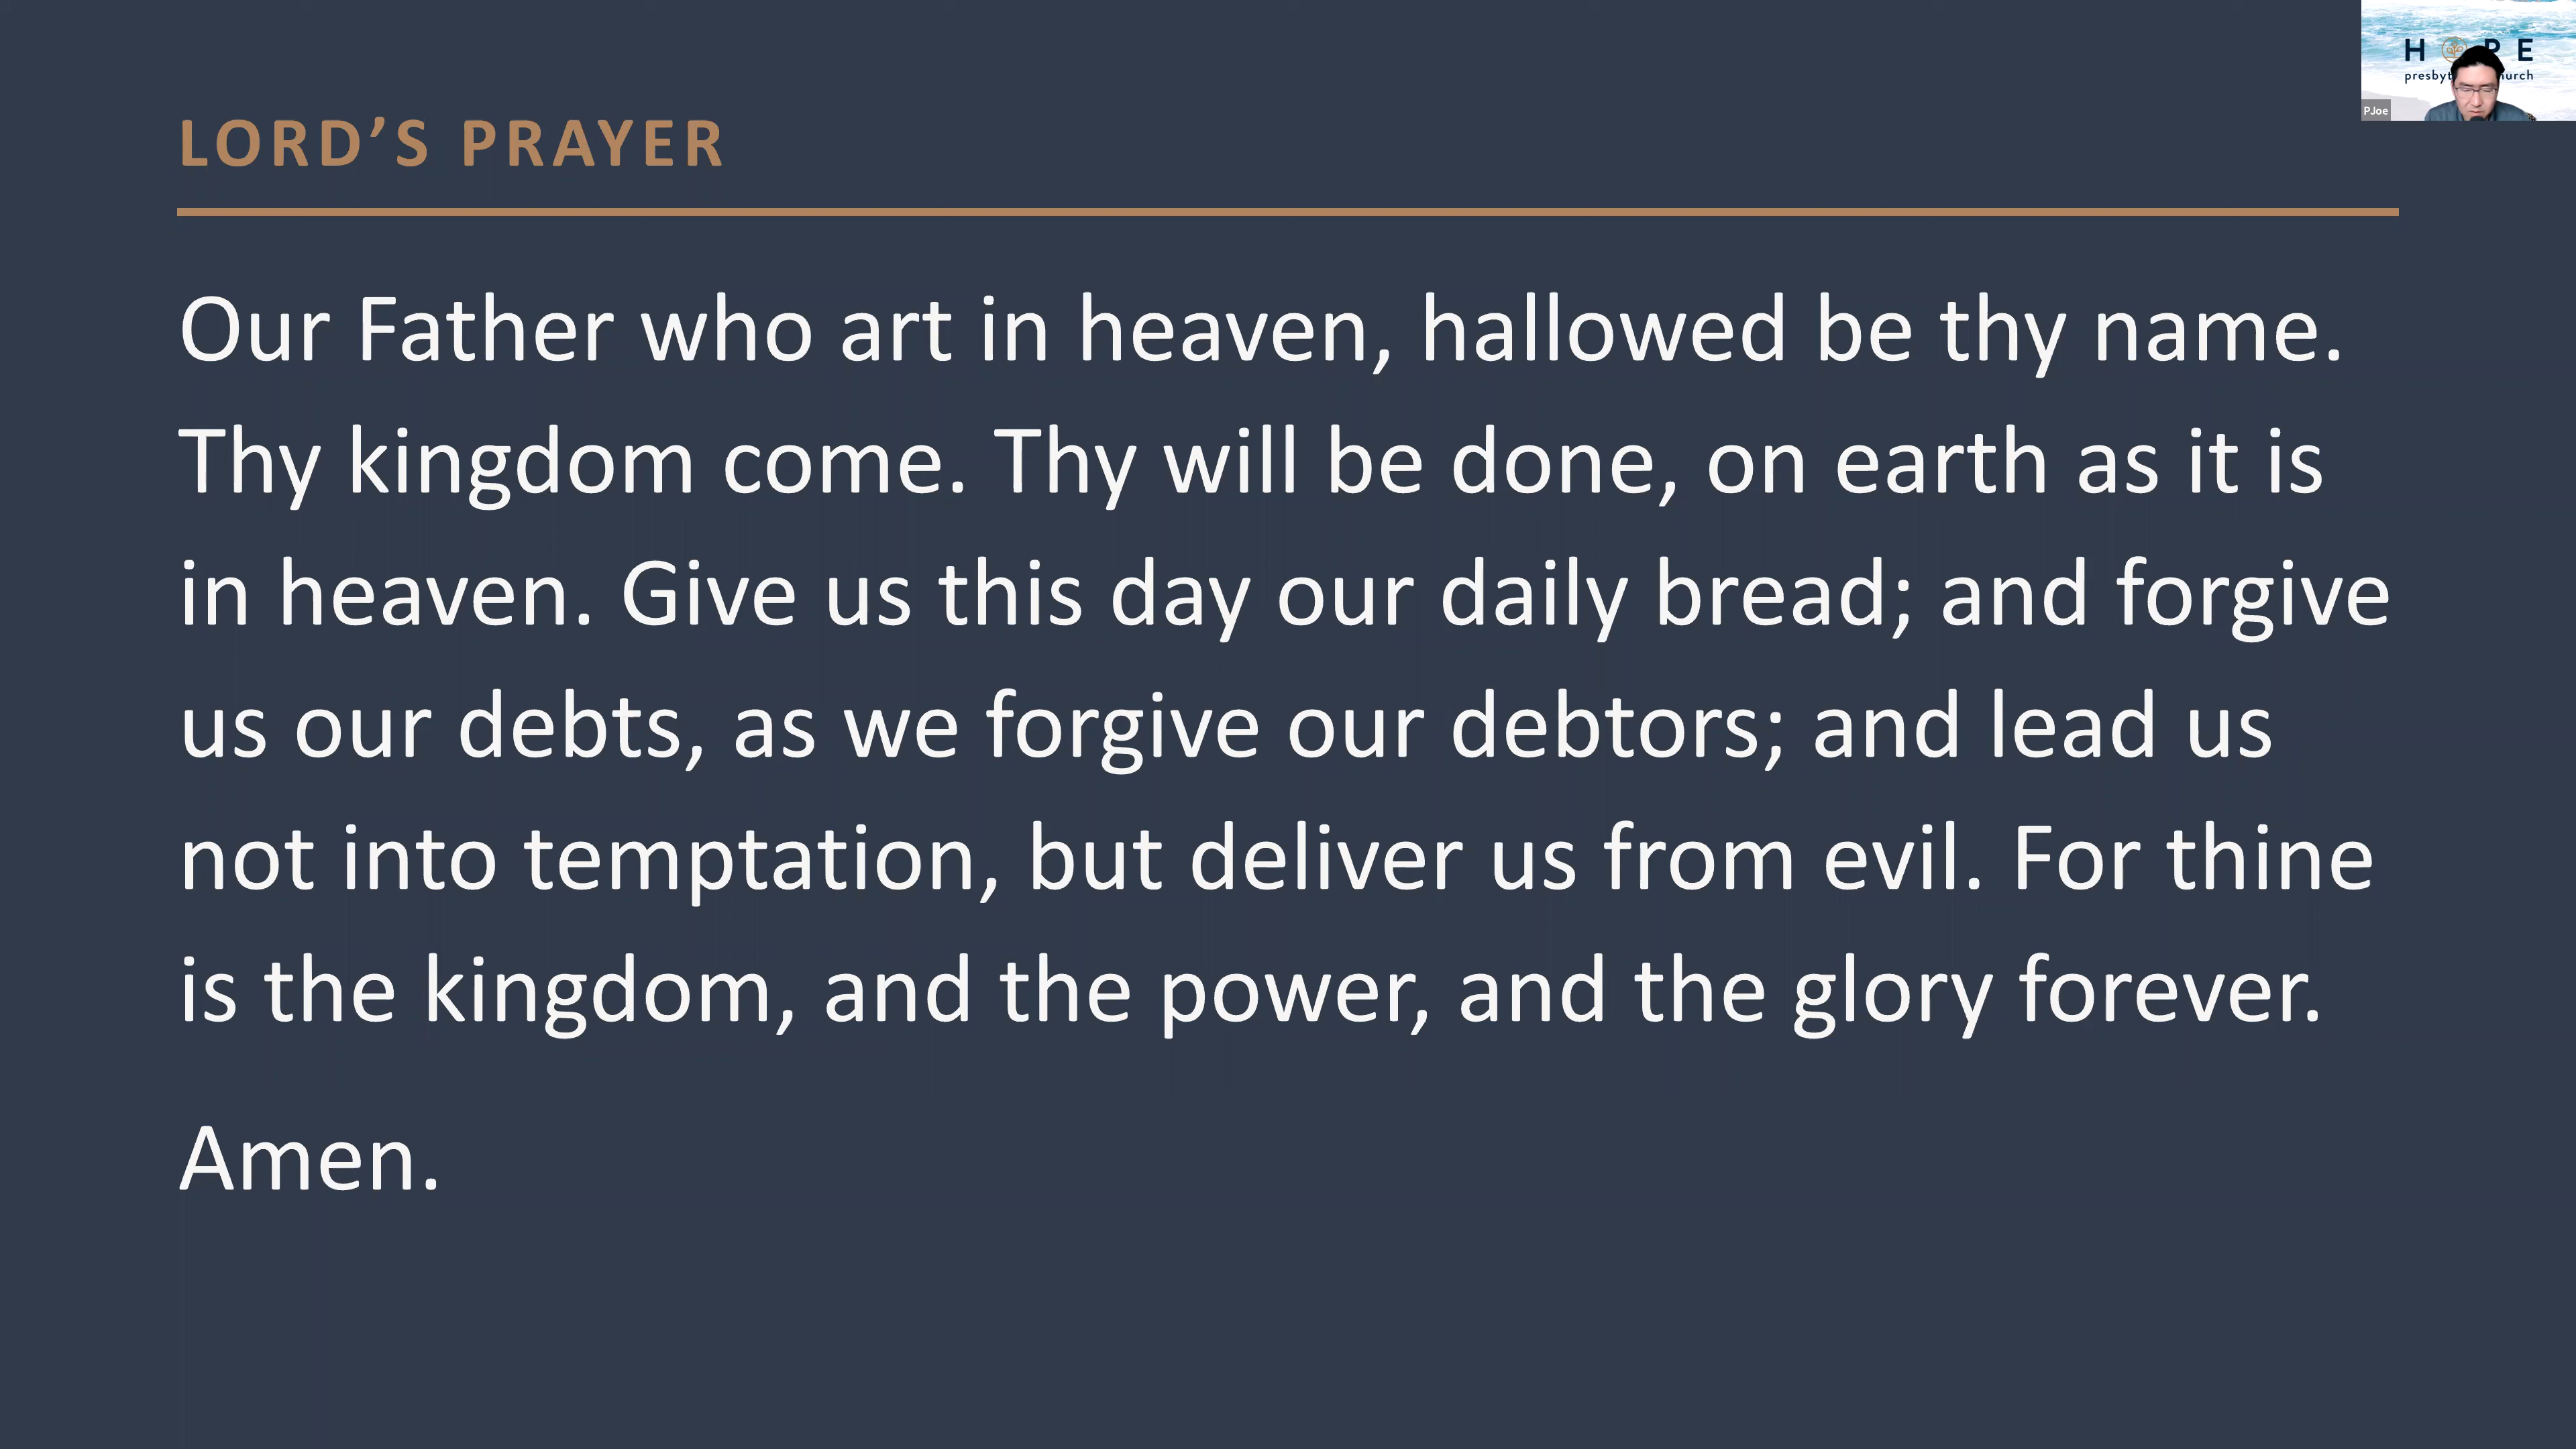 LORD’S PRAYER
Our Father who art in heaven, hallowed be thy name.
Thy kingdom come. Thy will be done, on earth as it is
in heaven. Give us this day our daily bread; and forgive
us our debts, as we forgive our debtors; and lead us
not into temptation, but deliver us from evil. For thine
is the kingdom, and the power, and the glory forever.
Amen.
PJoe